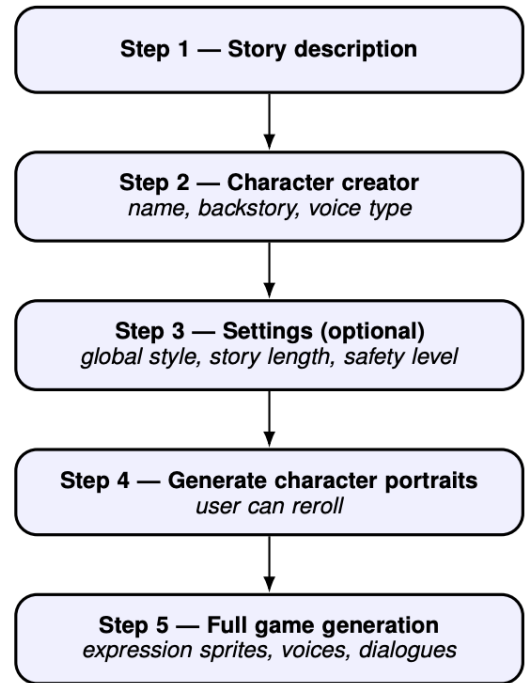 Step 1 — Story description
Step 2 — Character creator
name, backstory, voice type
Step 3 — Settings (optional)
global style, story length, safety level
Step 4 — Generate character portraits
user can reroll
Step 5 — Full game generation
expression sprites, voices, dialogues